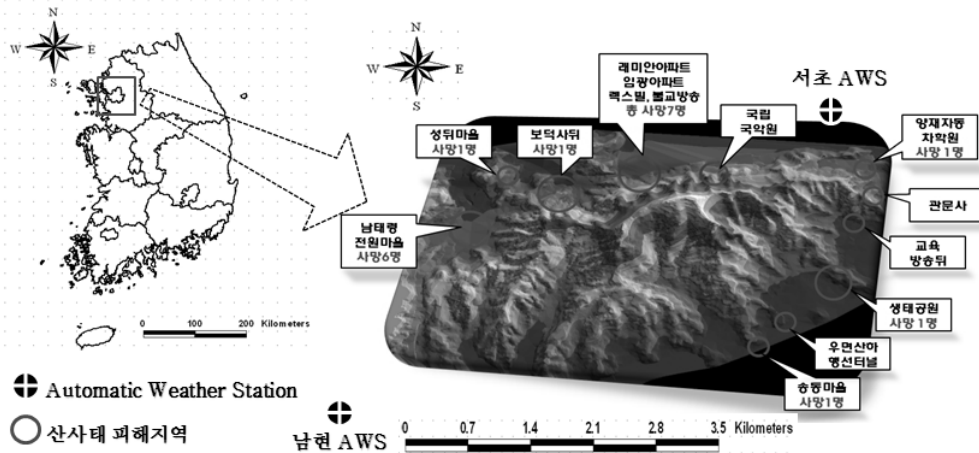 N
W E
S
0 100 200 Kilometers
Automatic Weather Station
산사태 피해지역
N
W E
S
성뒤마을
사망1명
보덕사뒤
사망1명
래미안아파트
임광아파트
룩스빌, 불교방송
총 사망7명
국립
국악원
서초 AWS
양재자동
차학원
사망1명
관문사
교육
방송뒤
생태공원
사망1명
우면산하
행선터널
송동마을
사망1명
남태령
전원마을
사망6명
남현 AWS
0 0.7 1.4 2.1 2.8 3.5 Kilometers